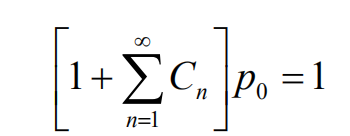 [1 + ∑_{n=1}^{∞} C_n] p_0 = 1